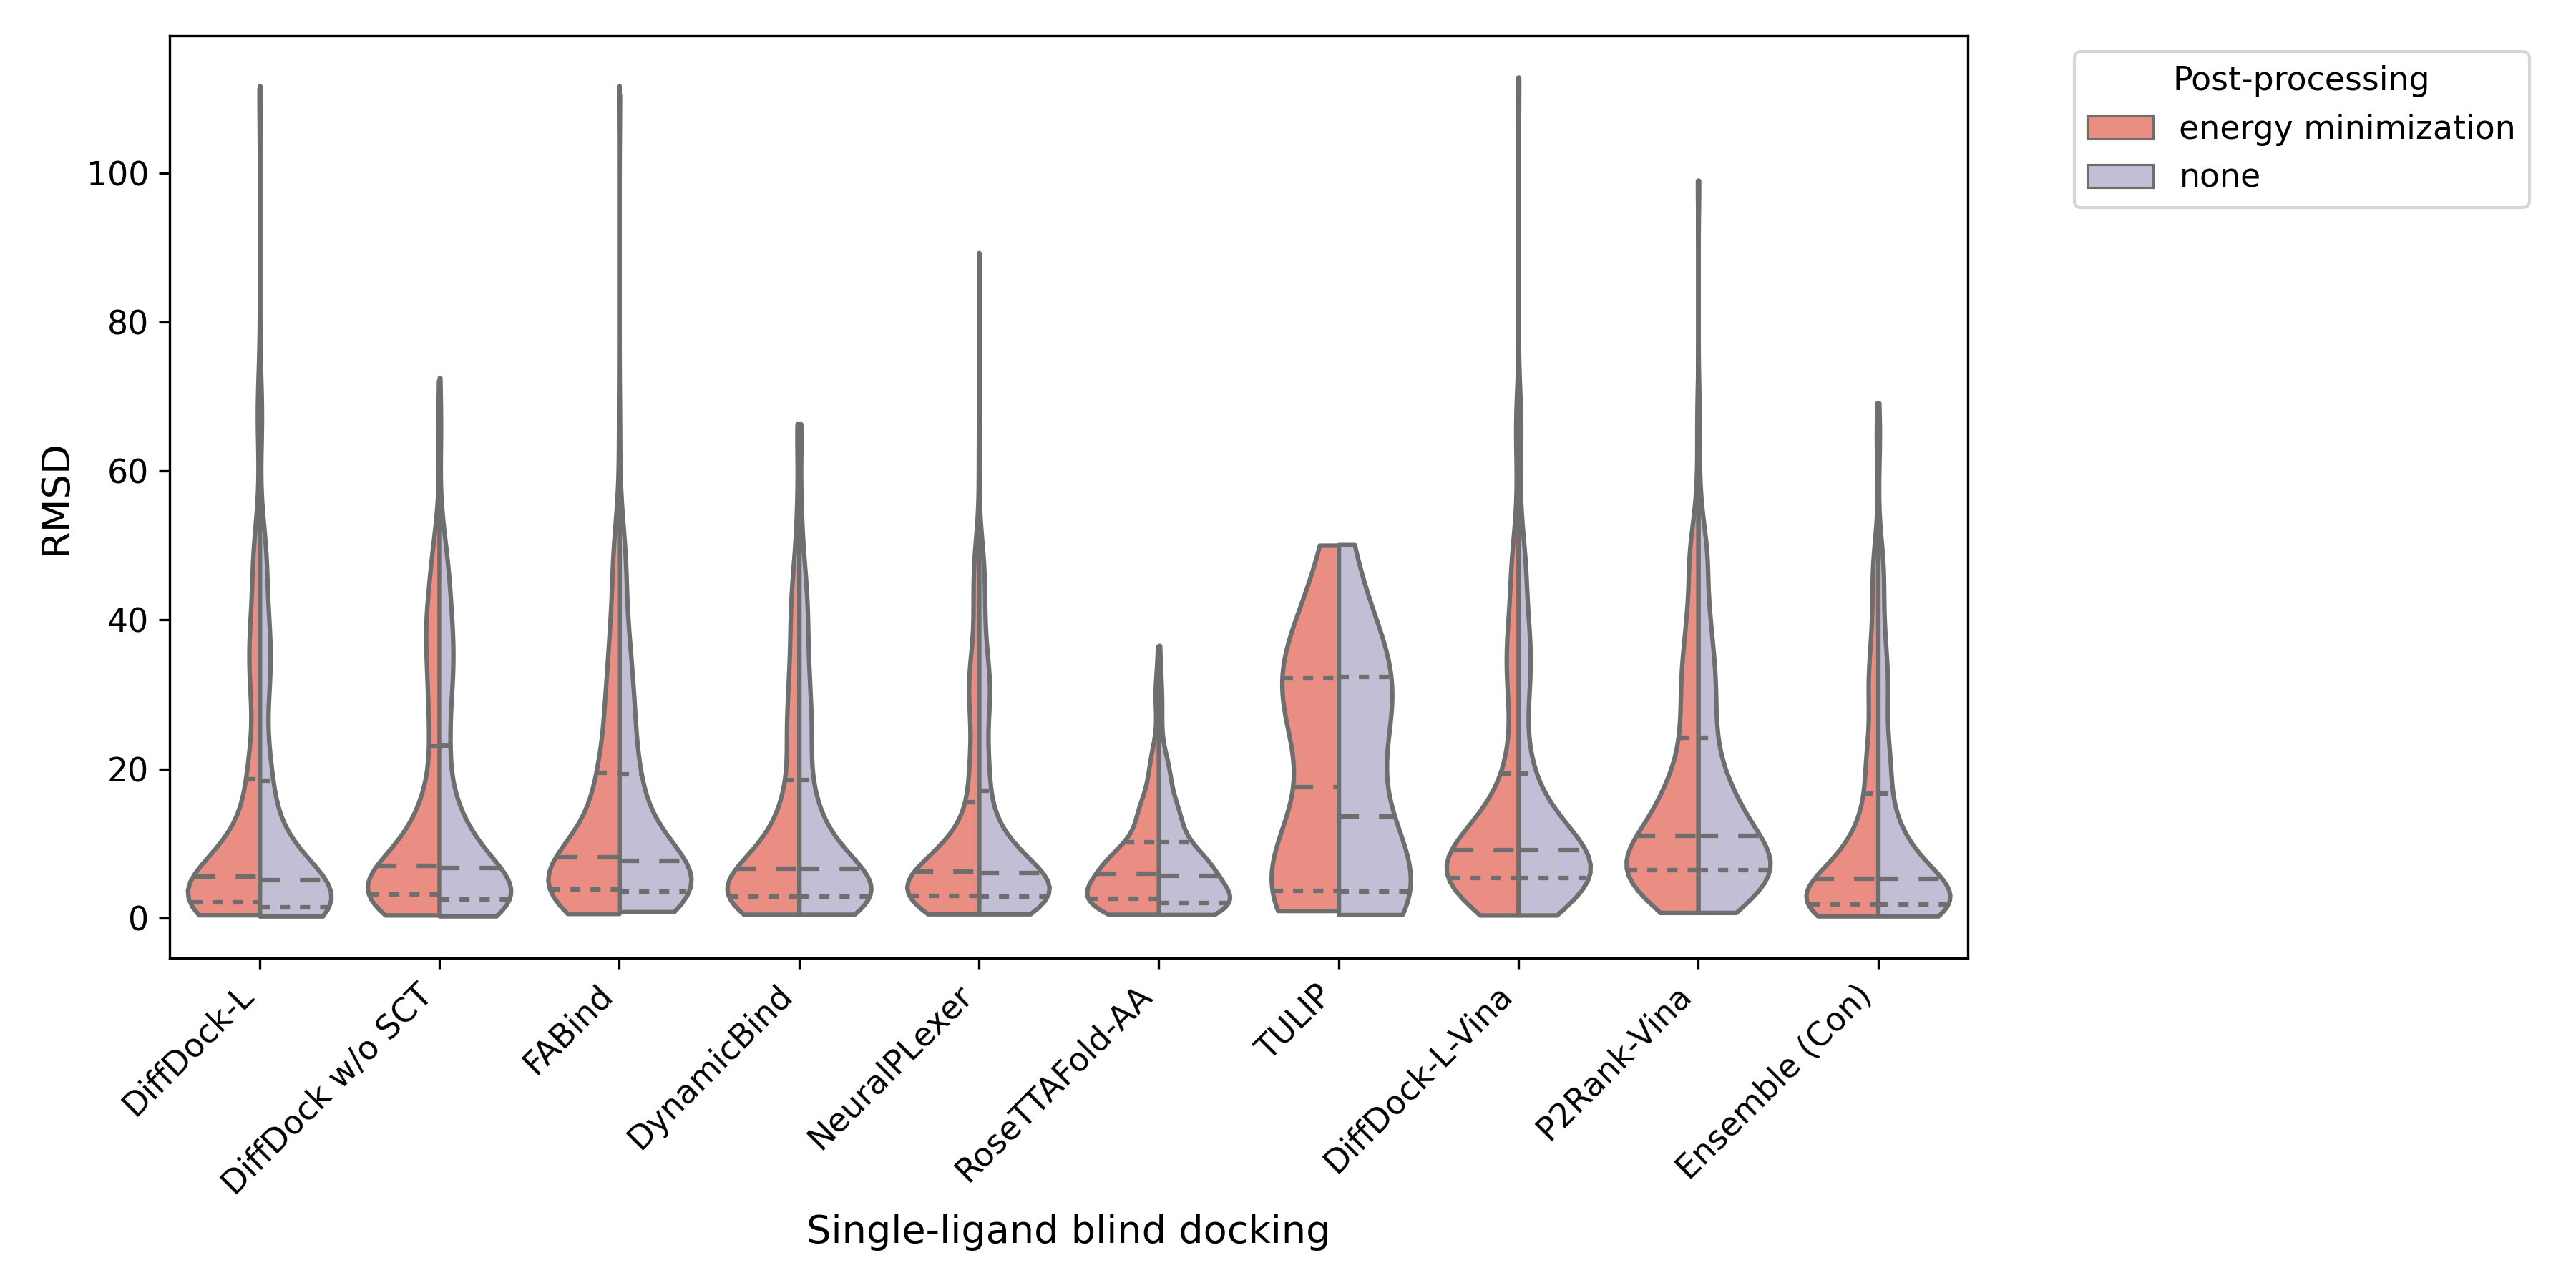 Post-processing
energy minimization
none
RMSD
100
80
60
40
20
0
DiffDock-L
DiffDock w/o SCT
FABind
DynamicBind
NeuralPLexer
RoseTTAFold-AA
TULIP
DiffDock-L-Vina
P2Rank-Vina
Ensemble (Con)
Single-ligand blind docking